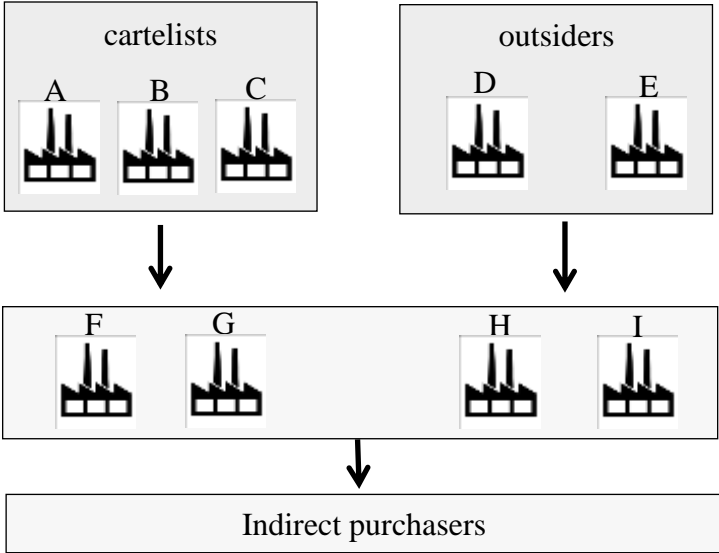 cartelists
outsiders
A B C
D E
F G H I
Indirect purchasers